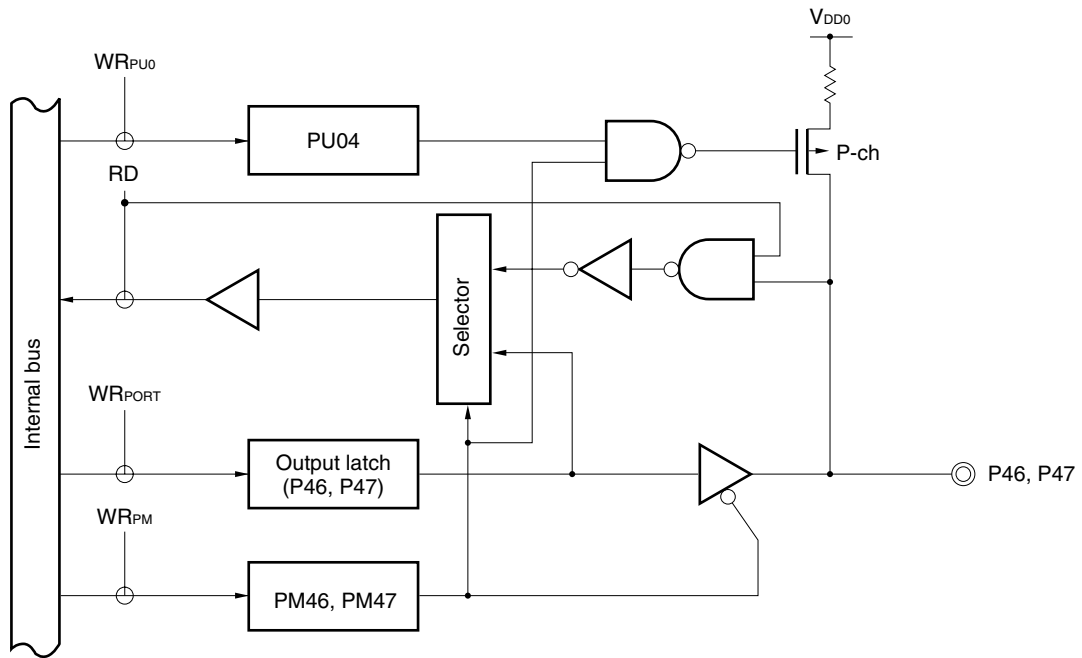 VDD0
WRPU0
PU04
P-ch
RD
Selector
Internal bus
WRPORT
Output latch
(P46, P47)
P46, P47
WRPM
PM46, PM47